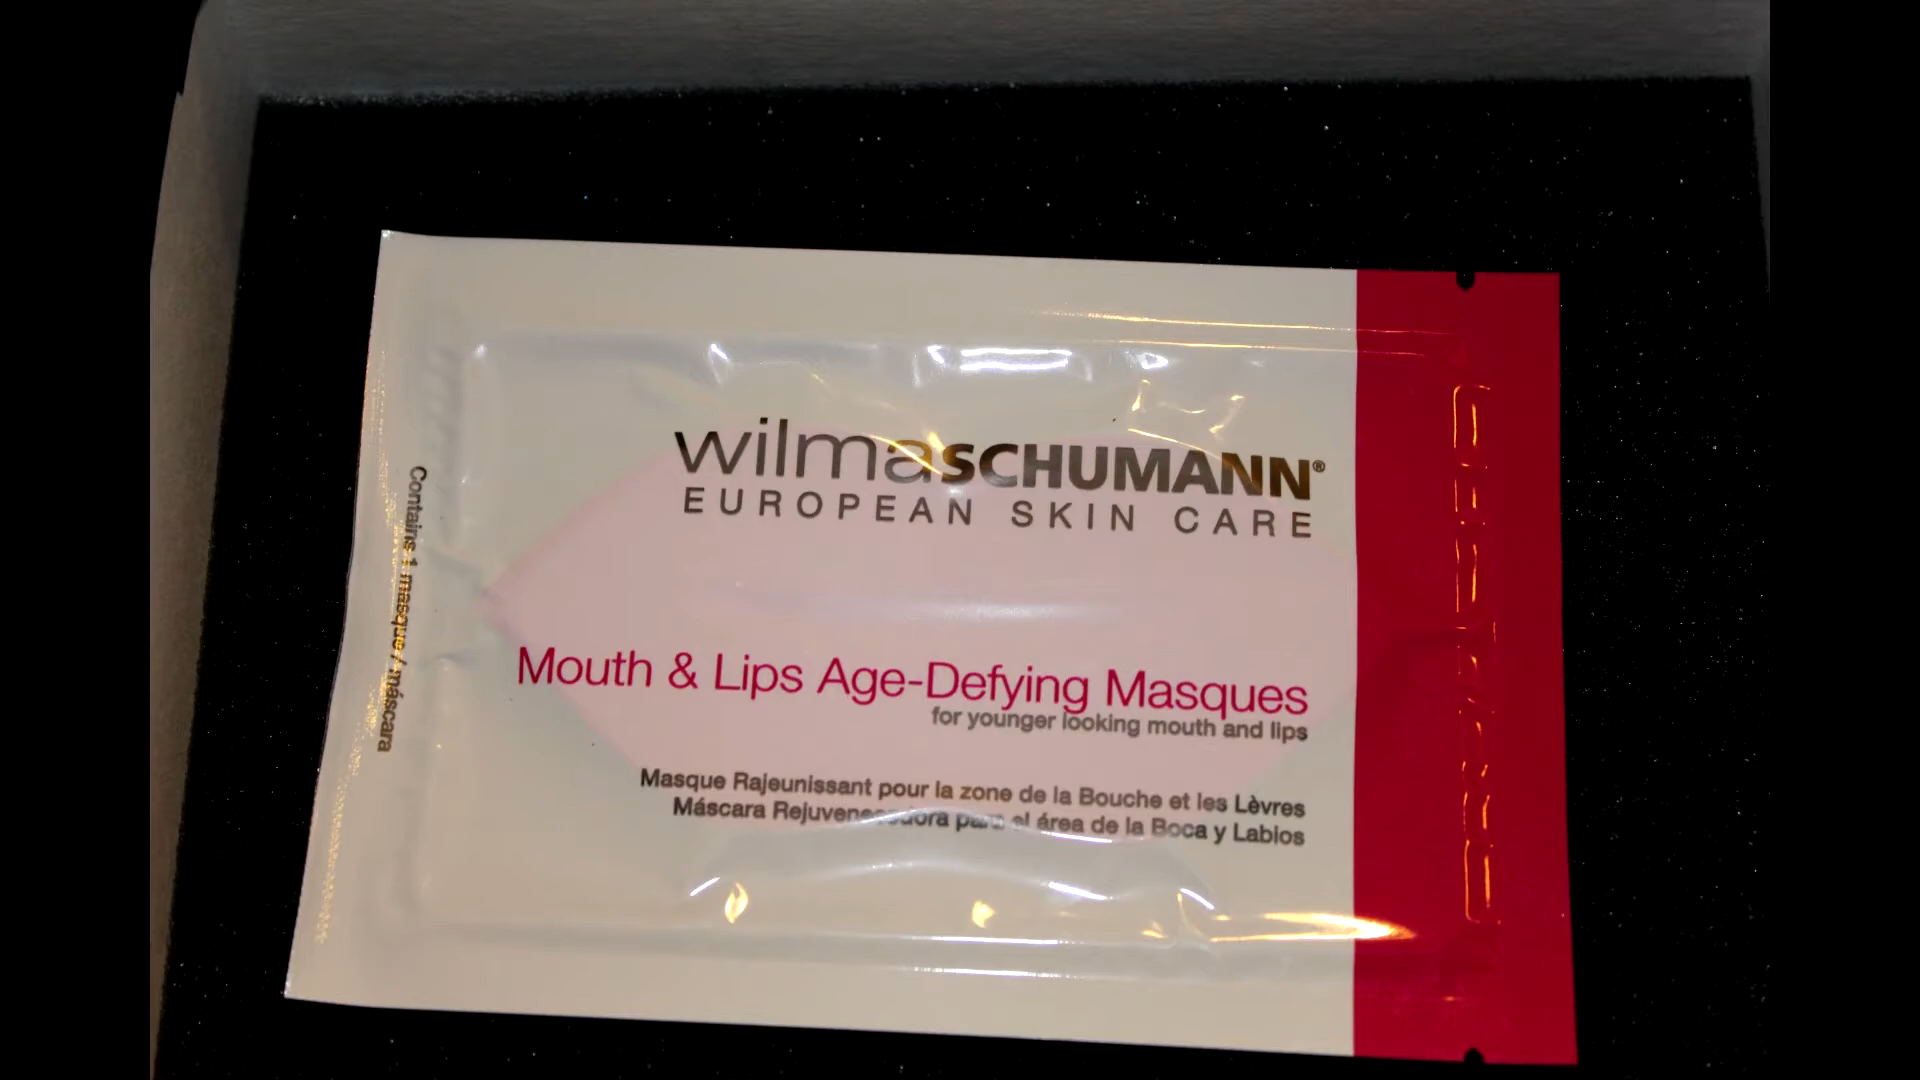 wilmaSCHUMANN®
EUROPEAN SKIN CARE
Mouth & Lips Age-Defying Masques
for younger looking mouth and lips
Masque Rajeunissant pour la zone de la Bouche et les Lèvres
Máscara Rejuvenecedora para el área de la Boca y Labios
Contains 1 masque / máscara